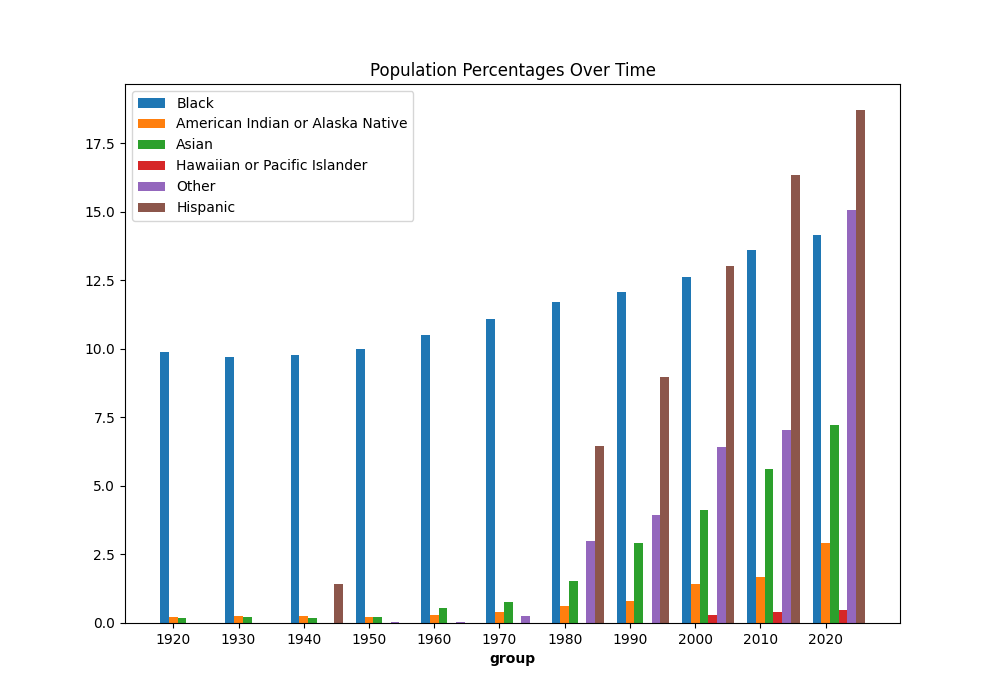 Population Percentages Over Time
Black
American Indian or Alaska Native
Asian
Hawaiian or Pacific Islander
Other
Hispanic
17.5
15.0
12.5
10.0
7.5
5.0
2.5
0.0
1920 1930 1940 1950 1960 1970 1980 1990 2000 2010 2020
group